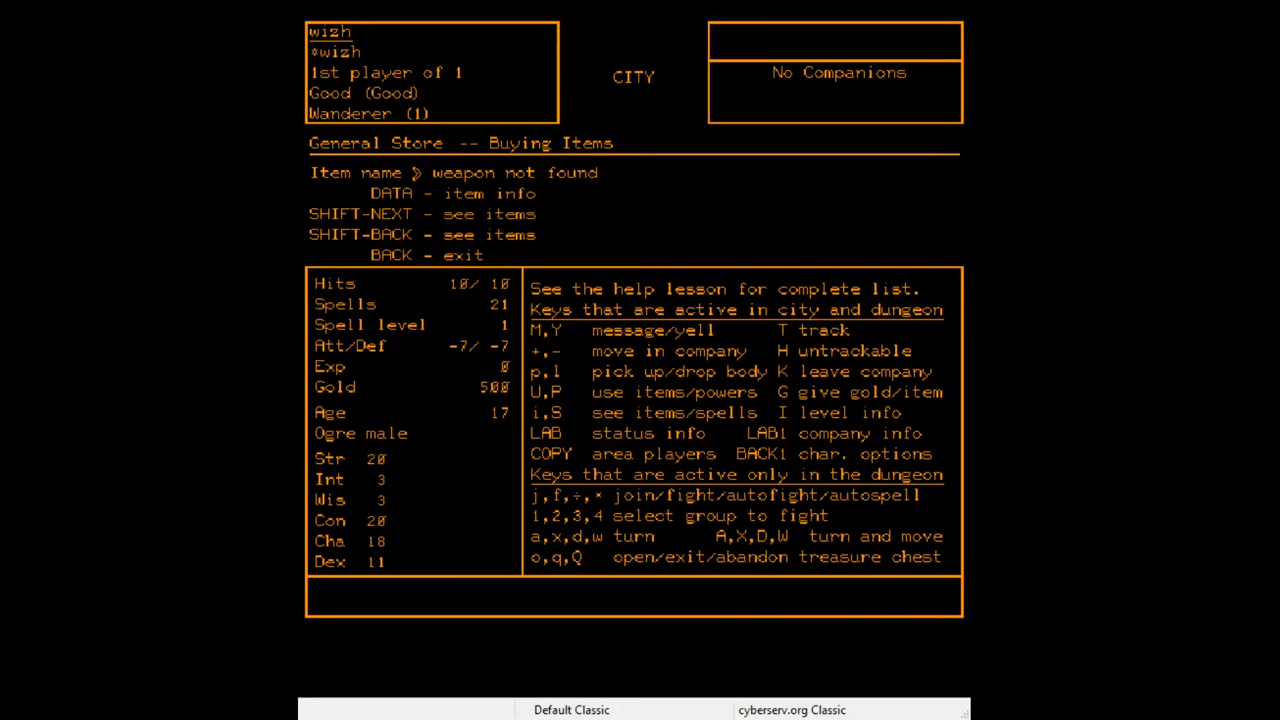 wizh
*wizh
1st player of 1
Good (Good)
Wanderer (1)
CITY
No Companions
General Store -- Buying Items
Item name > weapon not found
DATA - item info
SHIFT-NEXT - see items
SHIFT-BACK - see items
BACK - exit
Hits 10/ 10
Spells 21
Spell level 1
Att/Def -7/ -7
Exp 0
Gold 500
Age 17
Ogre male
Str 20
Int 3
Wis 3
Con 20
Cha 18
Dex 11
See the help lesson for complete list.
Keys that are active in city and dungeon
M,Y message/yell T track
+,- move in company H untrackable
p,l pick up/drop body K leave company
U,P use items/powers G give gold/item
i,S see items/spells I level info
LAB status info LAB1 company info
COPY area players BACK1 char. options
Keys that are active only in the dungeon
j,f,÷,× join/fight/autofight/autospell
1,2,3,4 select group to fight
a,x,d,w turn A,X,D,W turn and move
o,q,Q open/exit/abandon treasure chest
Default Classic
cyberserv.org Classic